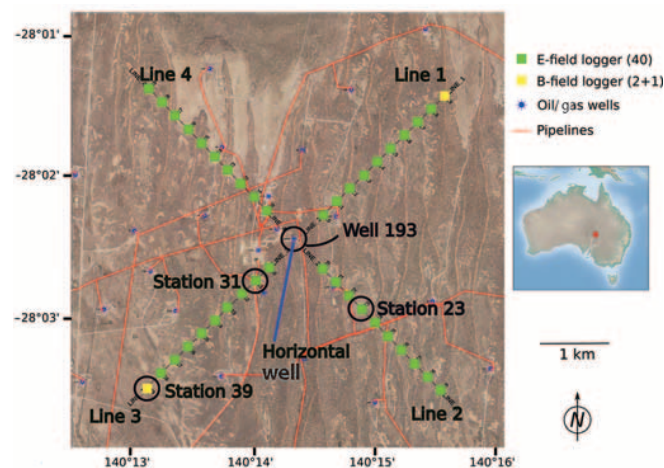 -28°01'
-28°02'
-28°03'
Line 4
Line 1
Well 193
Station 31
Station 23
Horizontal
well
Station 39
Line 3
Line 2
140°13'
140°14'
140°15'
140°16'
E-field logger (40)
B-field logger (2+1)
Oil/gas wells
Pipelines
1 km
N